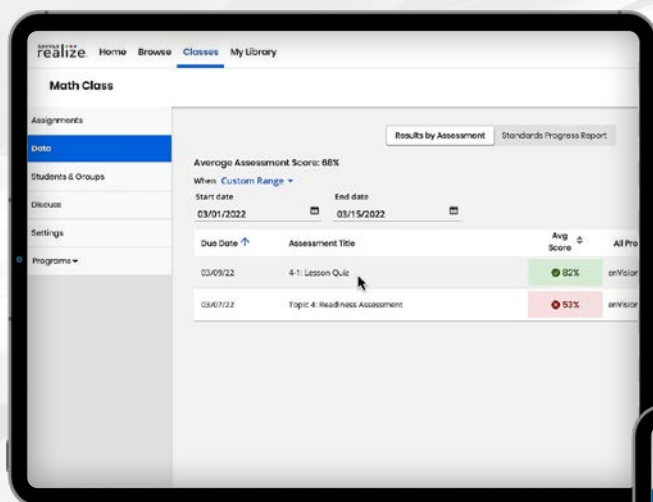 SAVVAS
realize. Home Browse Classes My Library
Math Class
Assignments
Data
Students & Groups
Discuss
Settings
Programs
Results by Assessment Standards Progress Report
Average Assessment Score: 68%
When Custom Range
Start date End date
03/01/2022 03/15/2022
Due Date Assessment Title Avg Score All Pro
03/09/22 4-1: Lesson Quiz 82% enVision
03/07/22 Topic 4: Readiness Assessment 53% enVision